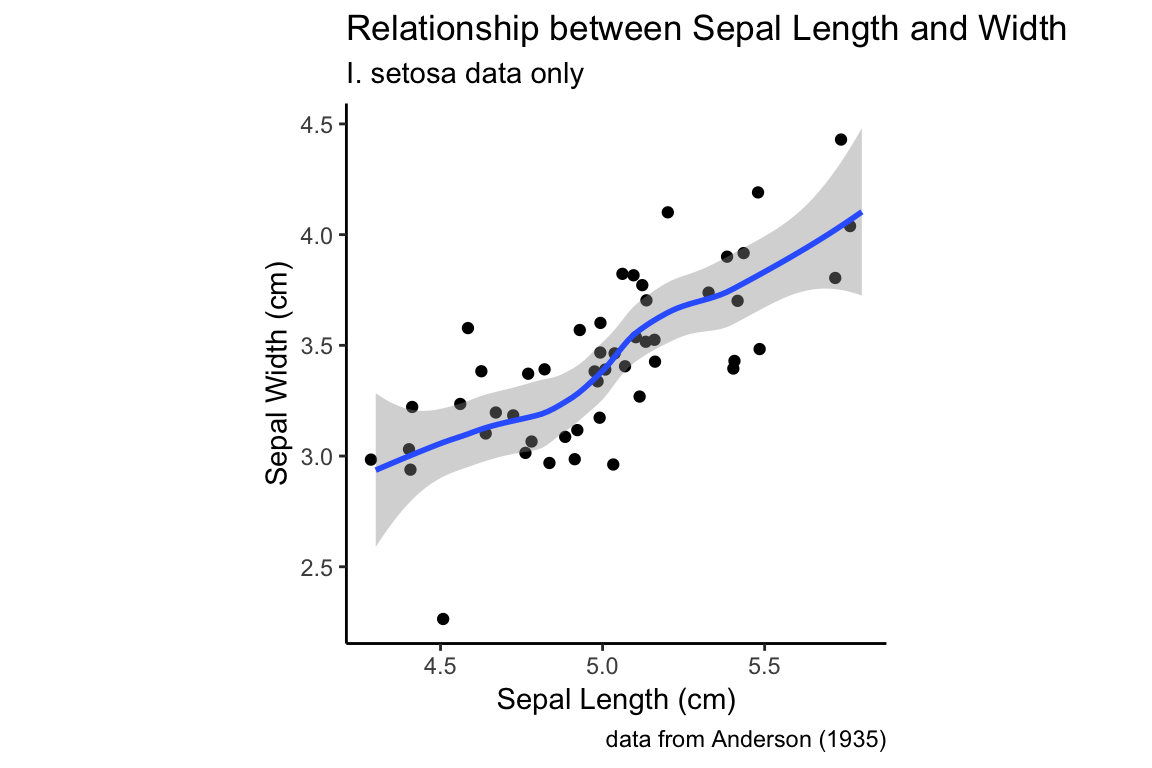 Relationship between Sepal Length and Width
I. setosa data only
4.5
4.0
3.5
3.0
2.5
Sepal Width (cm)
4.5 5.0 5.5
Sepal Length (cm)
data from Anderson (1935)